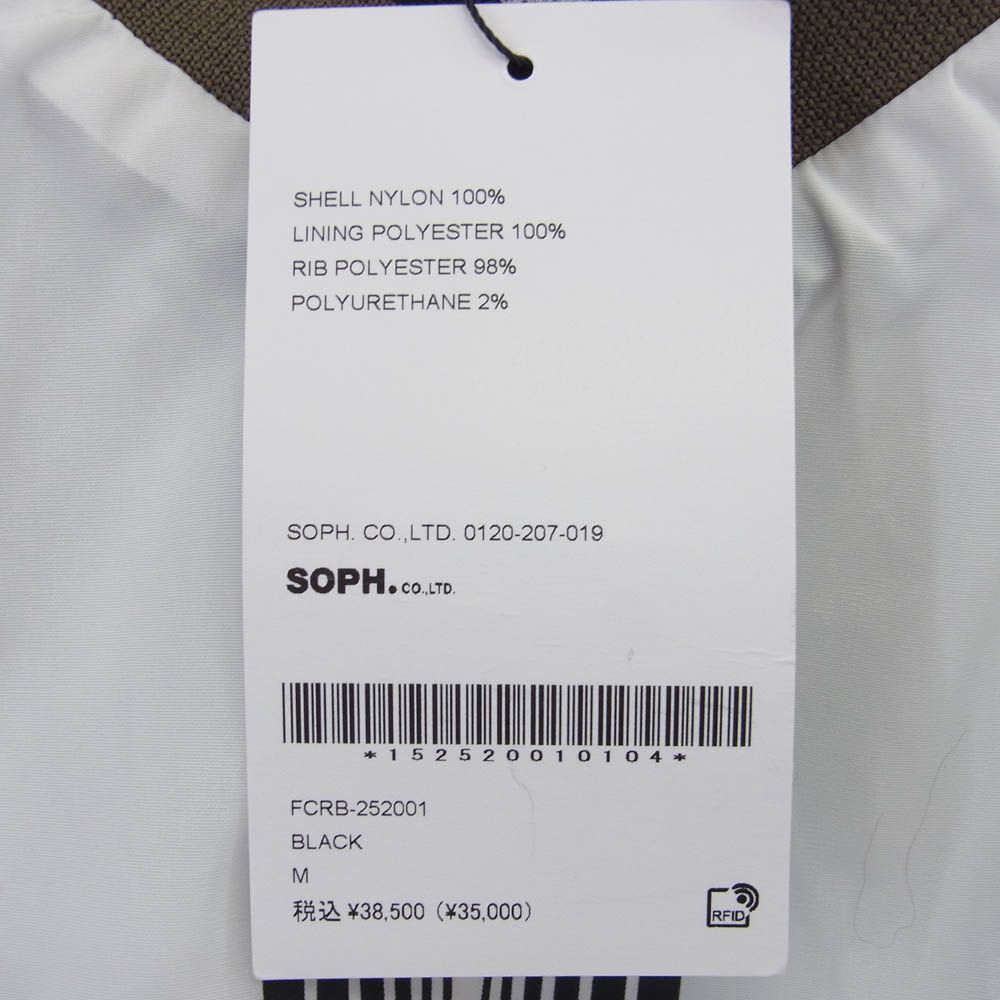 SHELL NYLON 100%
LINING POLYESTER 100%
RIB POLYESTER 98%
POLYURETHANE 2%
SOPH. CO.,LTD. 0120-207-019
SOPH. CO.,LTD.
*152520010104*
FCRB-252001
BLACK
M
税込 ¥38,500 (¥35,000)
RFID